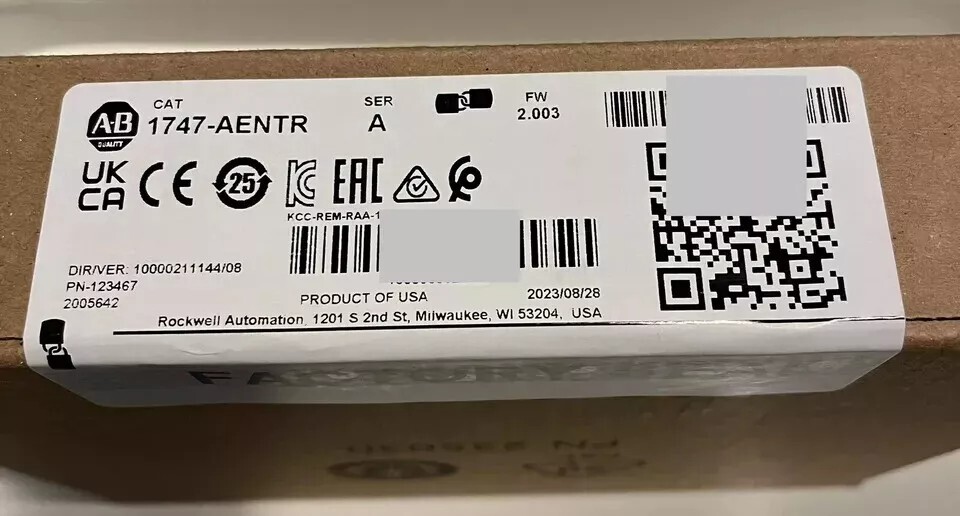 CAT
SER
FW
A-B
QUALITY
1747-AENTR
A
2.003
UK
CA
CE
25
EAC
KCC-REM-RAA-1
DIR/VER: 10000211144/08
PN-123467
2005642
PRODUCT OF USA
2023/08/28
Rockwell Automation, 1201 S 2nd St, Milwaukee, WI 53204, USA